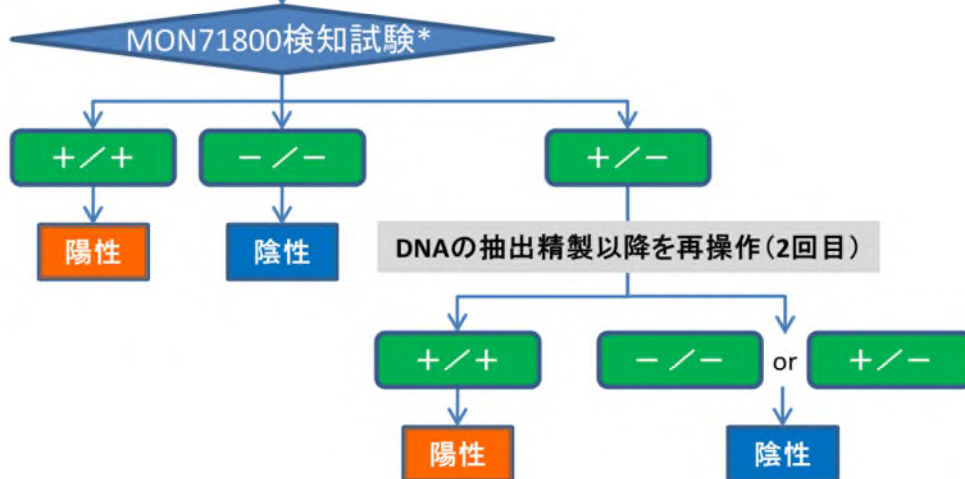 MON71800検知試験*
＋／＋
－／－
＋／－
陽性
陰性
DNAの抽出精製以降を再操作（2回目）
＋／＋
－／－
or
＋／－
陽性
陰性